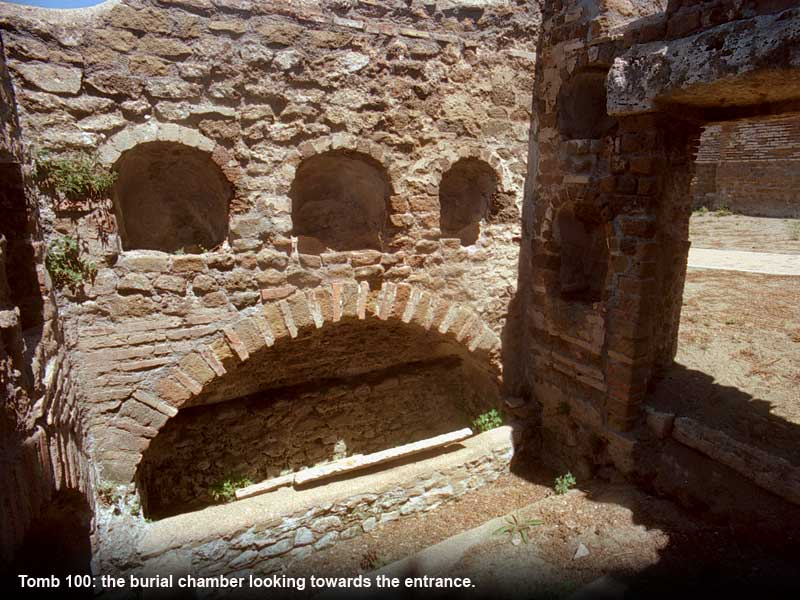 Tomb 100: the burial chamber looking towards the entrance.